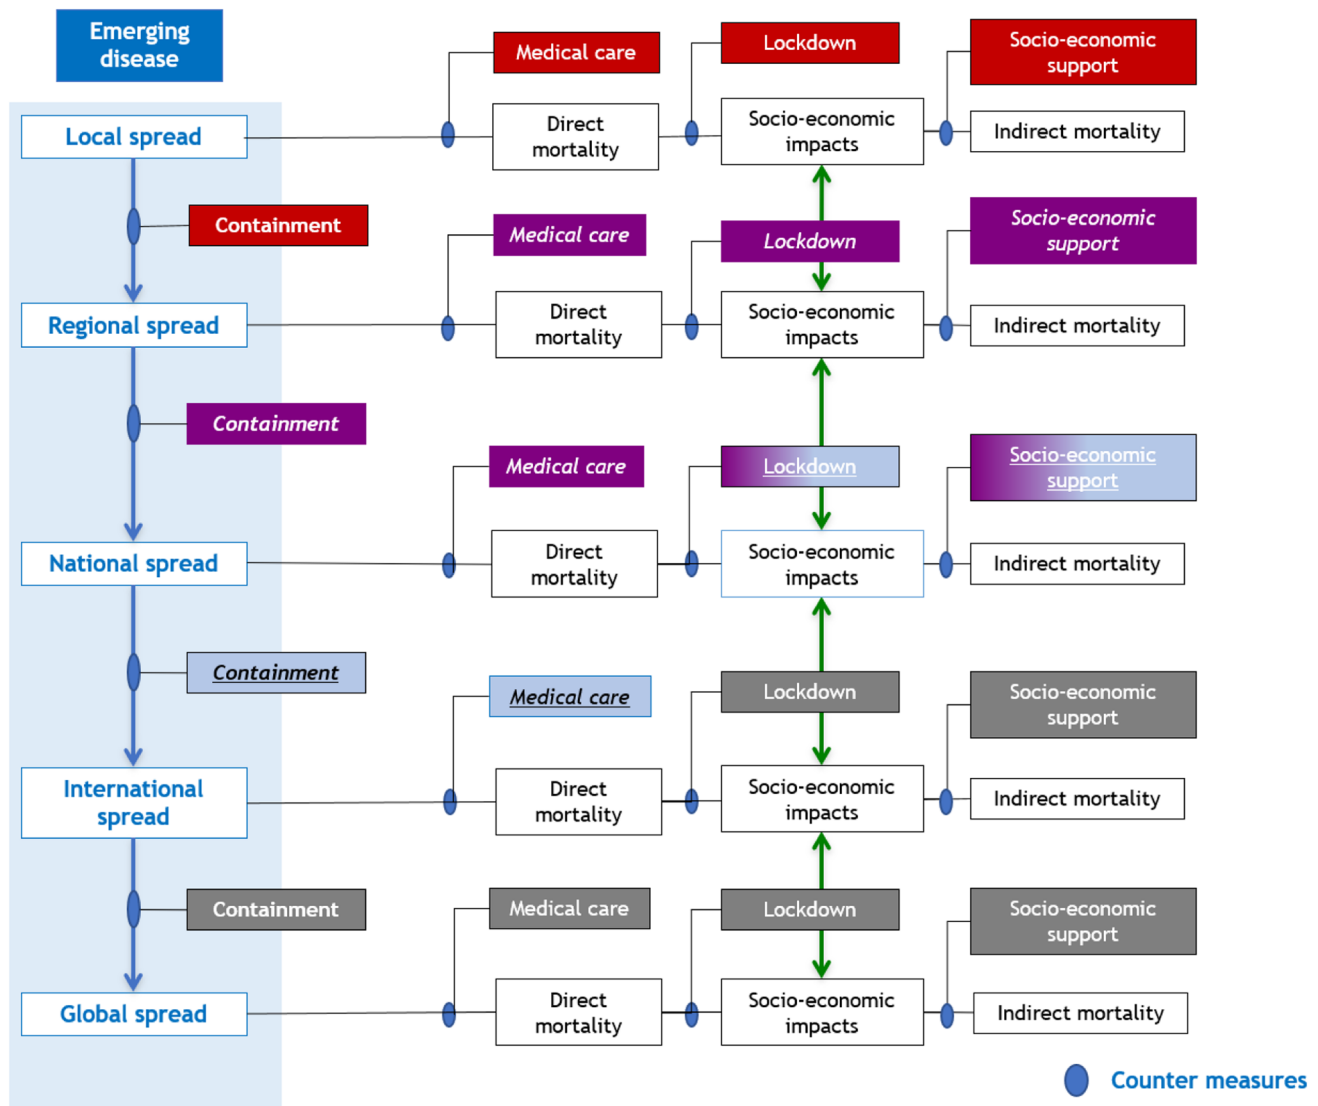 Emerging
disease
Medical care
Lockdown
Socio-economic
support
Local spread
Direct
mortality
Socio-economic
impacts
Indirect mortality
Containment
Medical care
Lockdown
Socio-economic
support
Regional spread
Direct
mortality
Socio-economic
impacts
Indirect mortality
Containment
Medical care
Lockdown
Socio-economic
support
National spread
Direct
mortality
Socio-economic
impacts
Indirect mortality
Containment
Medical care
Lockdown
Socio-economic
support
International
spread
Direct
mortality
Socio-economic
impacts
Indirect mortality
Containment
Medical care
Lockdown
Socio-economic
support
Global spread
Direct
mortality
Socio-economic
impacts
Indirect mortality
Counter measures